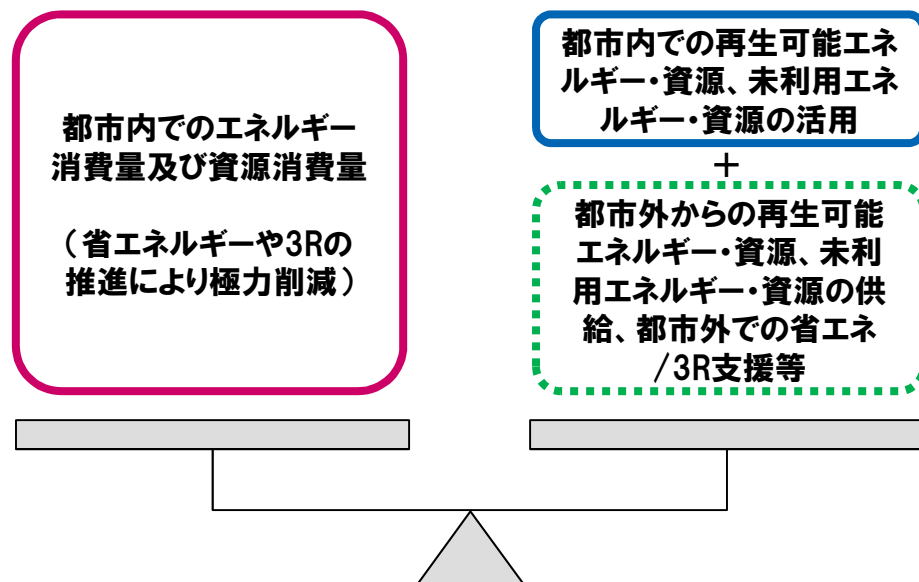 都市内でのエネルギー
消費量及び資源消費量
(省エネルギーや3Rの
推進により極力削減)
都市内での再生可能エネ
ルギー・資源、未利用エネ
ルギー・資源の活用
+
都市外からの再生可能
エネルギー・資源、未利
用エネルギー・資源の供
給、都市外での省エネ
/3R支援等